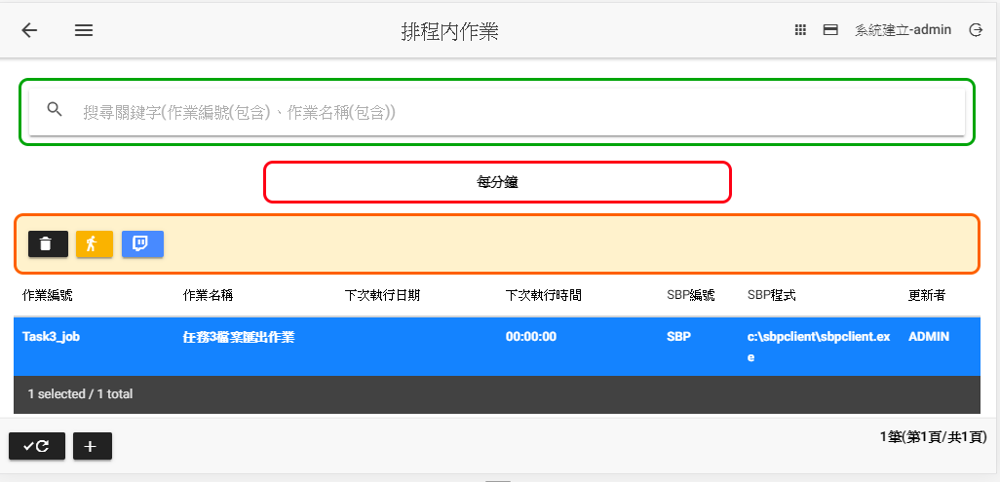 排程内作業
系統建立-admin
搜尋關鍵字(作業編號(包含)、作業名稱(包含))
每分鐘
作業編號 作業名稱 下次執行日期 下次執行時間 SBP編號 SBP程式 更新者
Task3_job 任務3檔案匯出作業 00:00:00 SBP c:\sbpclient\sbpclient.ex ADMIN
e
1 selected / 1 total
1筆(第1頁/共1頁)